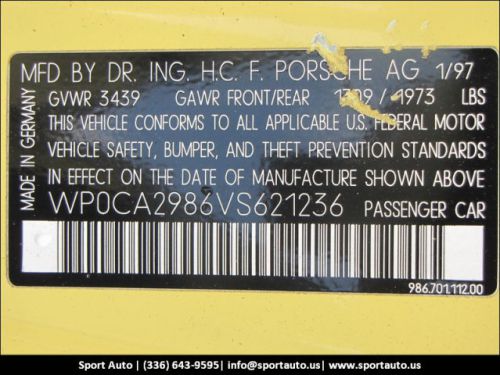 MFD BY DR. ING. H.C. F. PORSCHE AG 1/97
GVWR 3439 GAWR FRONT/REAR / 1973 LBS
THIS VEHICLE CONFORMS TO ALL APPLICABLE U.S. FEDERAL MOTOR
VEHICLE SAFETY, BUMPER, AND THEFT PREVENTION STANDARDS
IN EFFECT ON THE DATE OF MANUFACTURE SHOWN ABOVE
WP0CA2986VS621236 PASSENGER CAR
MADE IN GERMANY
986.701.112.00
Sport Auto | (336) 643-9595| info@sportauto.us| www.sportauto.us